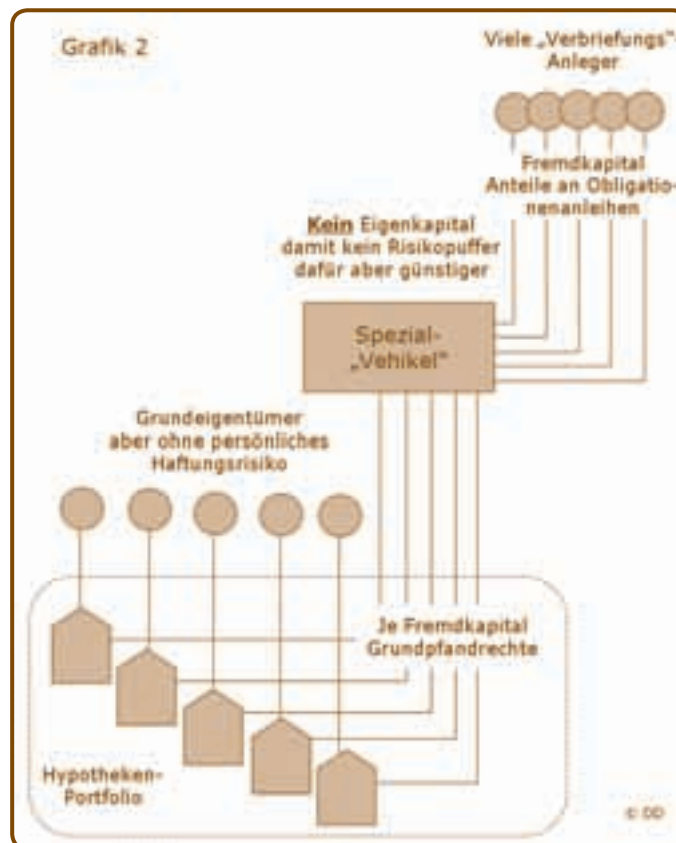 Grafik 2
Viele „Verbriefungs"-
Anleger
Fremdkapital
Anteile an Obligatio-
nenanleihen
Kein Eigenkapital
damit kein Risikopuffer
dafür aber günstiger
Spezial-
„Vehikel"
Grundeigentümer
aber ohne persönliches
Haftungsrisiko
Je Fremdkapital
Grundpfandrechte
Hypotheken-
Portfolio
© DD